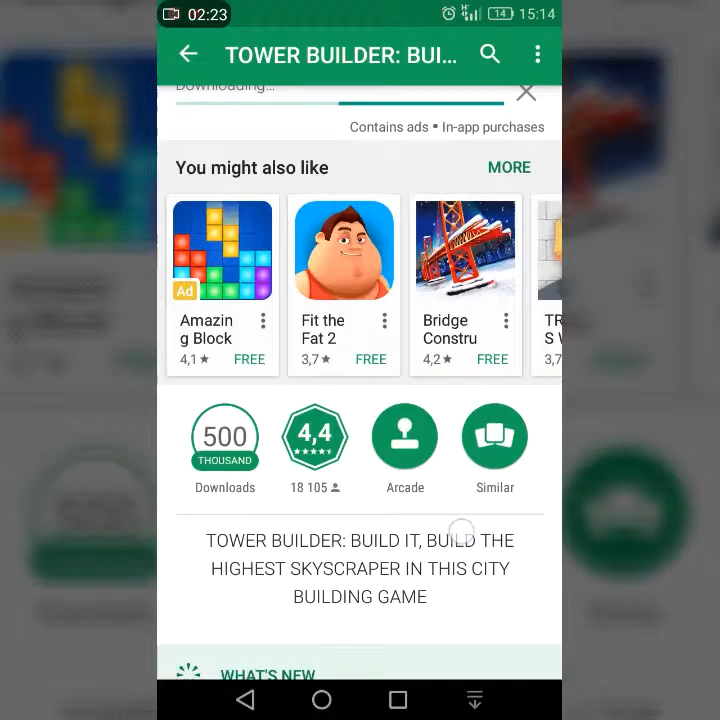 02:23
H
14
15:14
TOWER BUILDER: BUI...
Downloading...
Contains ads • In-app purchases
You might also like
MORE
Ad
Amazin
g Block
4,1★
FREE
Fit the
Fat 2
3,7★
FREE
Bridge
Constru
4,2★
FREE
TR
S
3,7
500
THOUSAND
Downloads
4,4
18 105
Arcade
Similar
TOWER BUILDER: BUILD IT, BUILD THE
HIGHEST SKYSCRAPER IN THIS CITY
BUILDING GAME
WHAT'S NEW